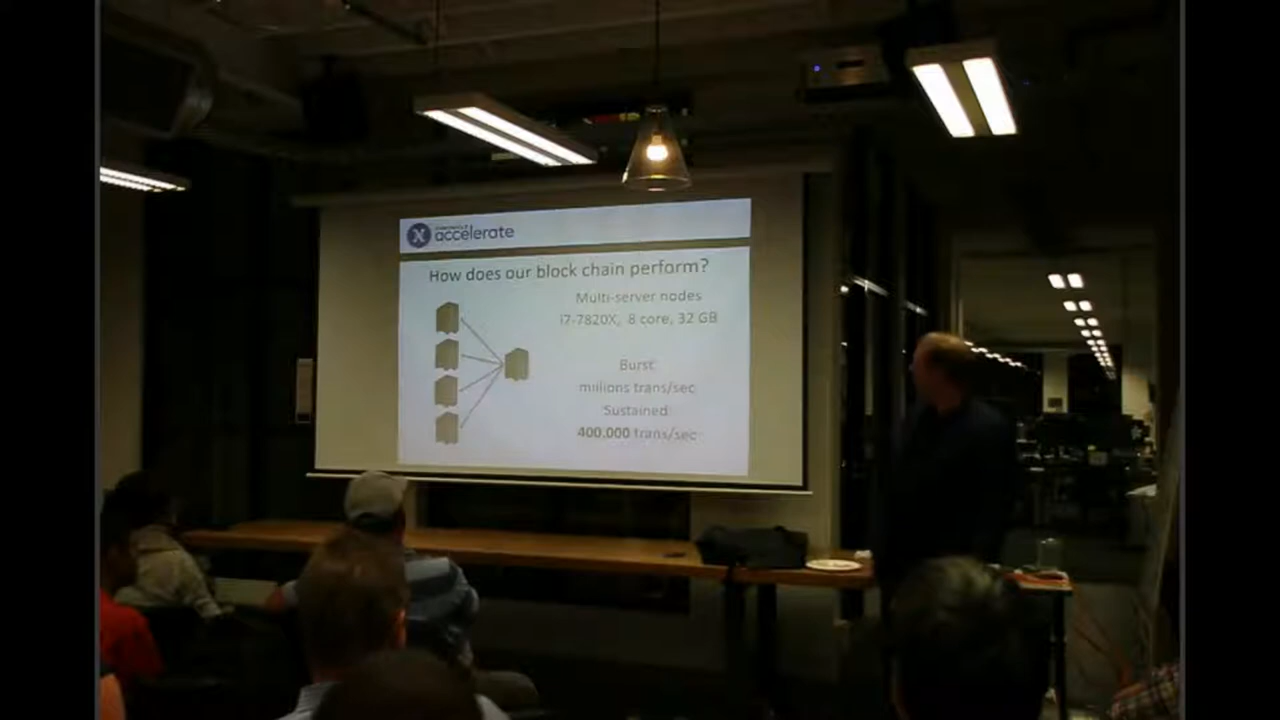 accelerate
How does our block chain perform?
Multi-server nodes
i7-7820X, 8 core, 32 GB
Burst
millions trans/sec
Sustained
400,000 trans/sec